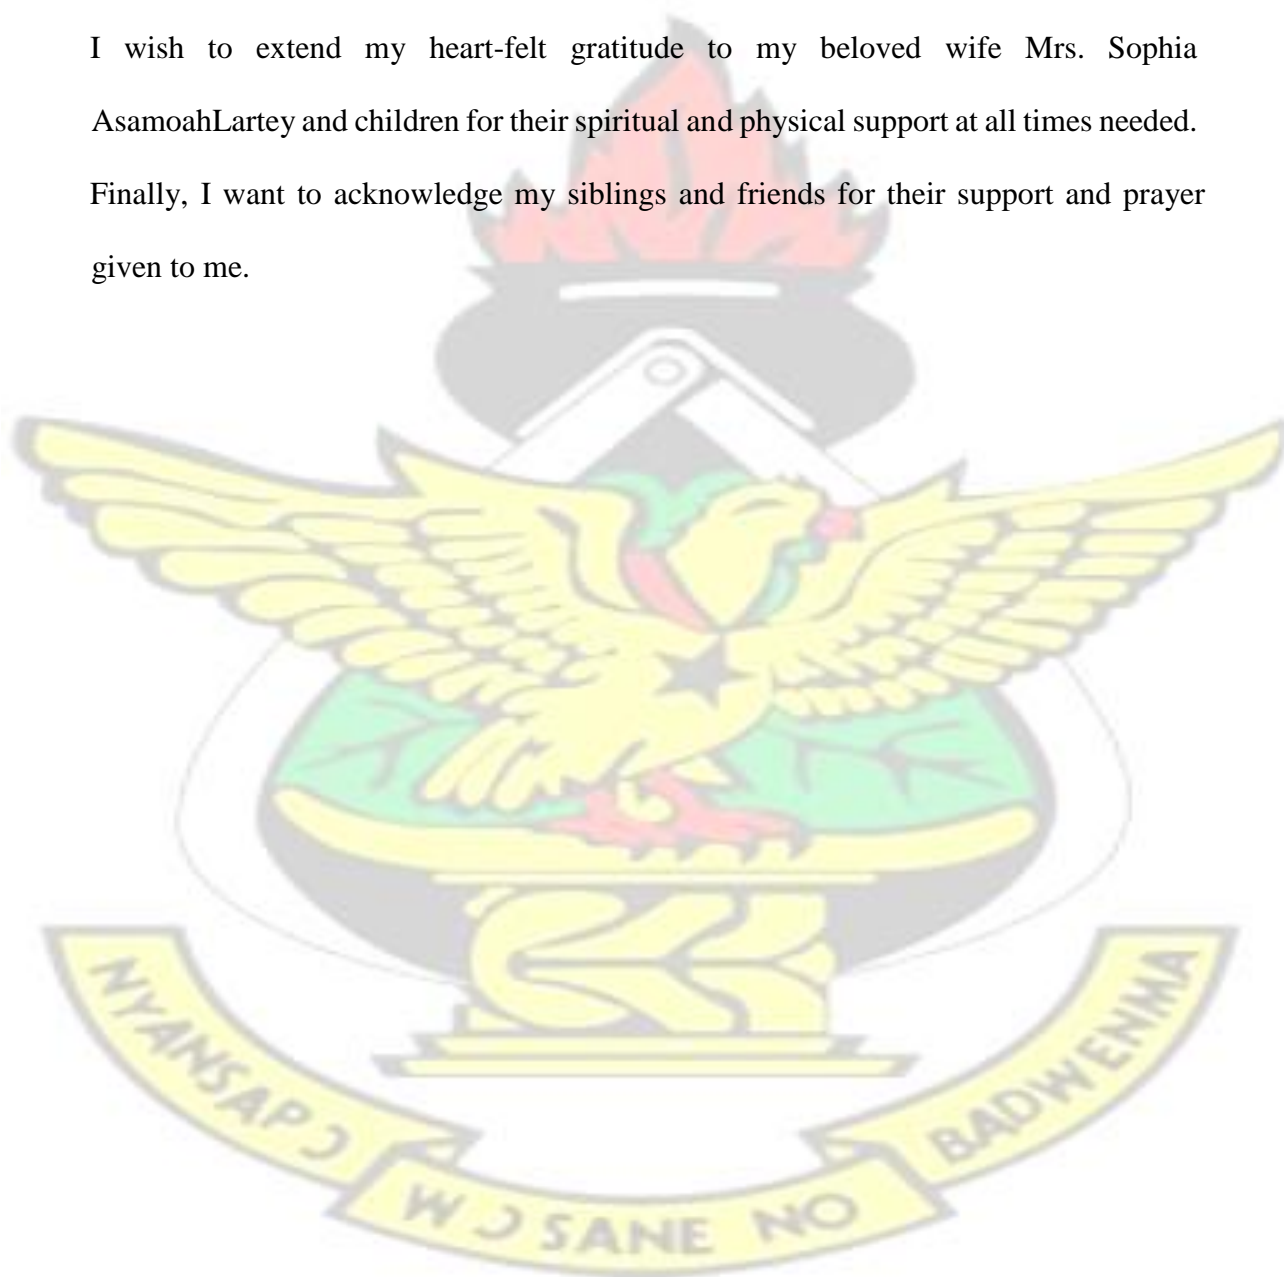 I wish to extend my heart-felt gratitude to my beloved wife Mrs. Sophia
AsamoahLartey and children for their spiritual and physical support at all times needed.
Finally, I want to acknowledge my siblings and friends for their support and prayer
given to me.
NYANSAPƆ
WƆSANE NO
BADWENMA